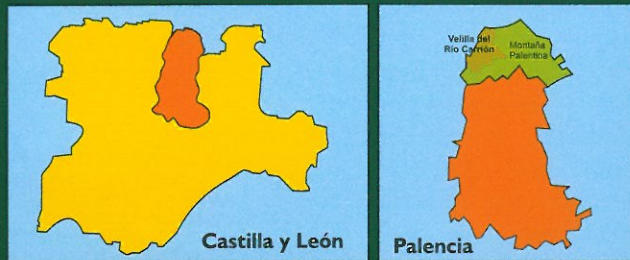 Castilla y León
Velilla del
Río Carrión
Montaña
Palentina
Palencia